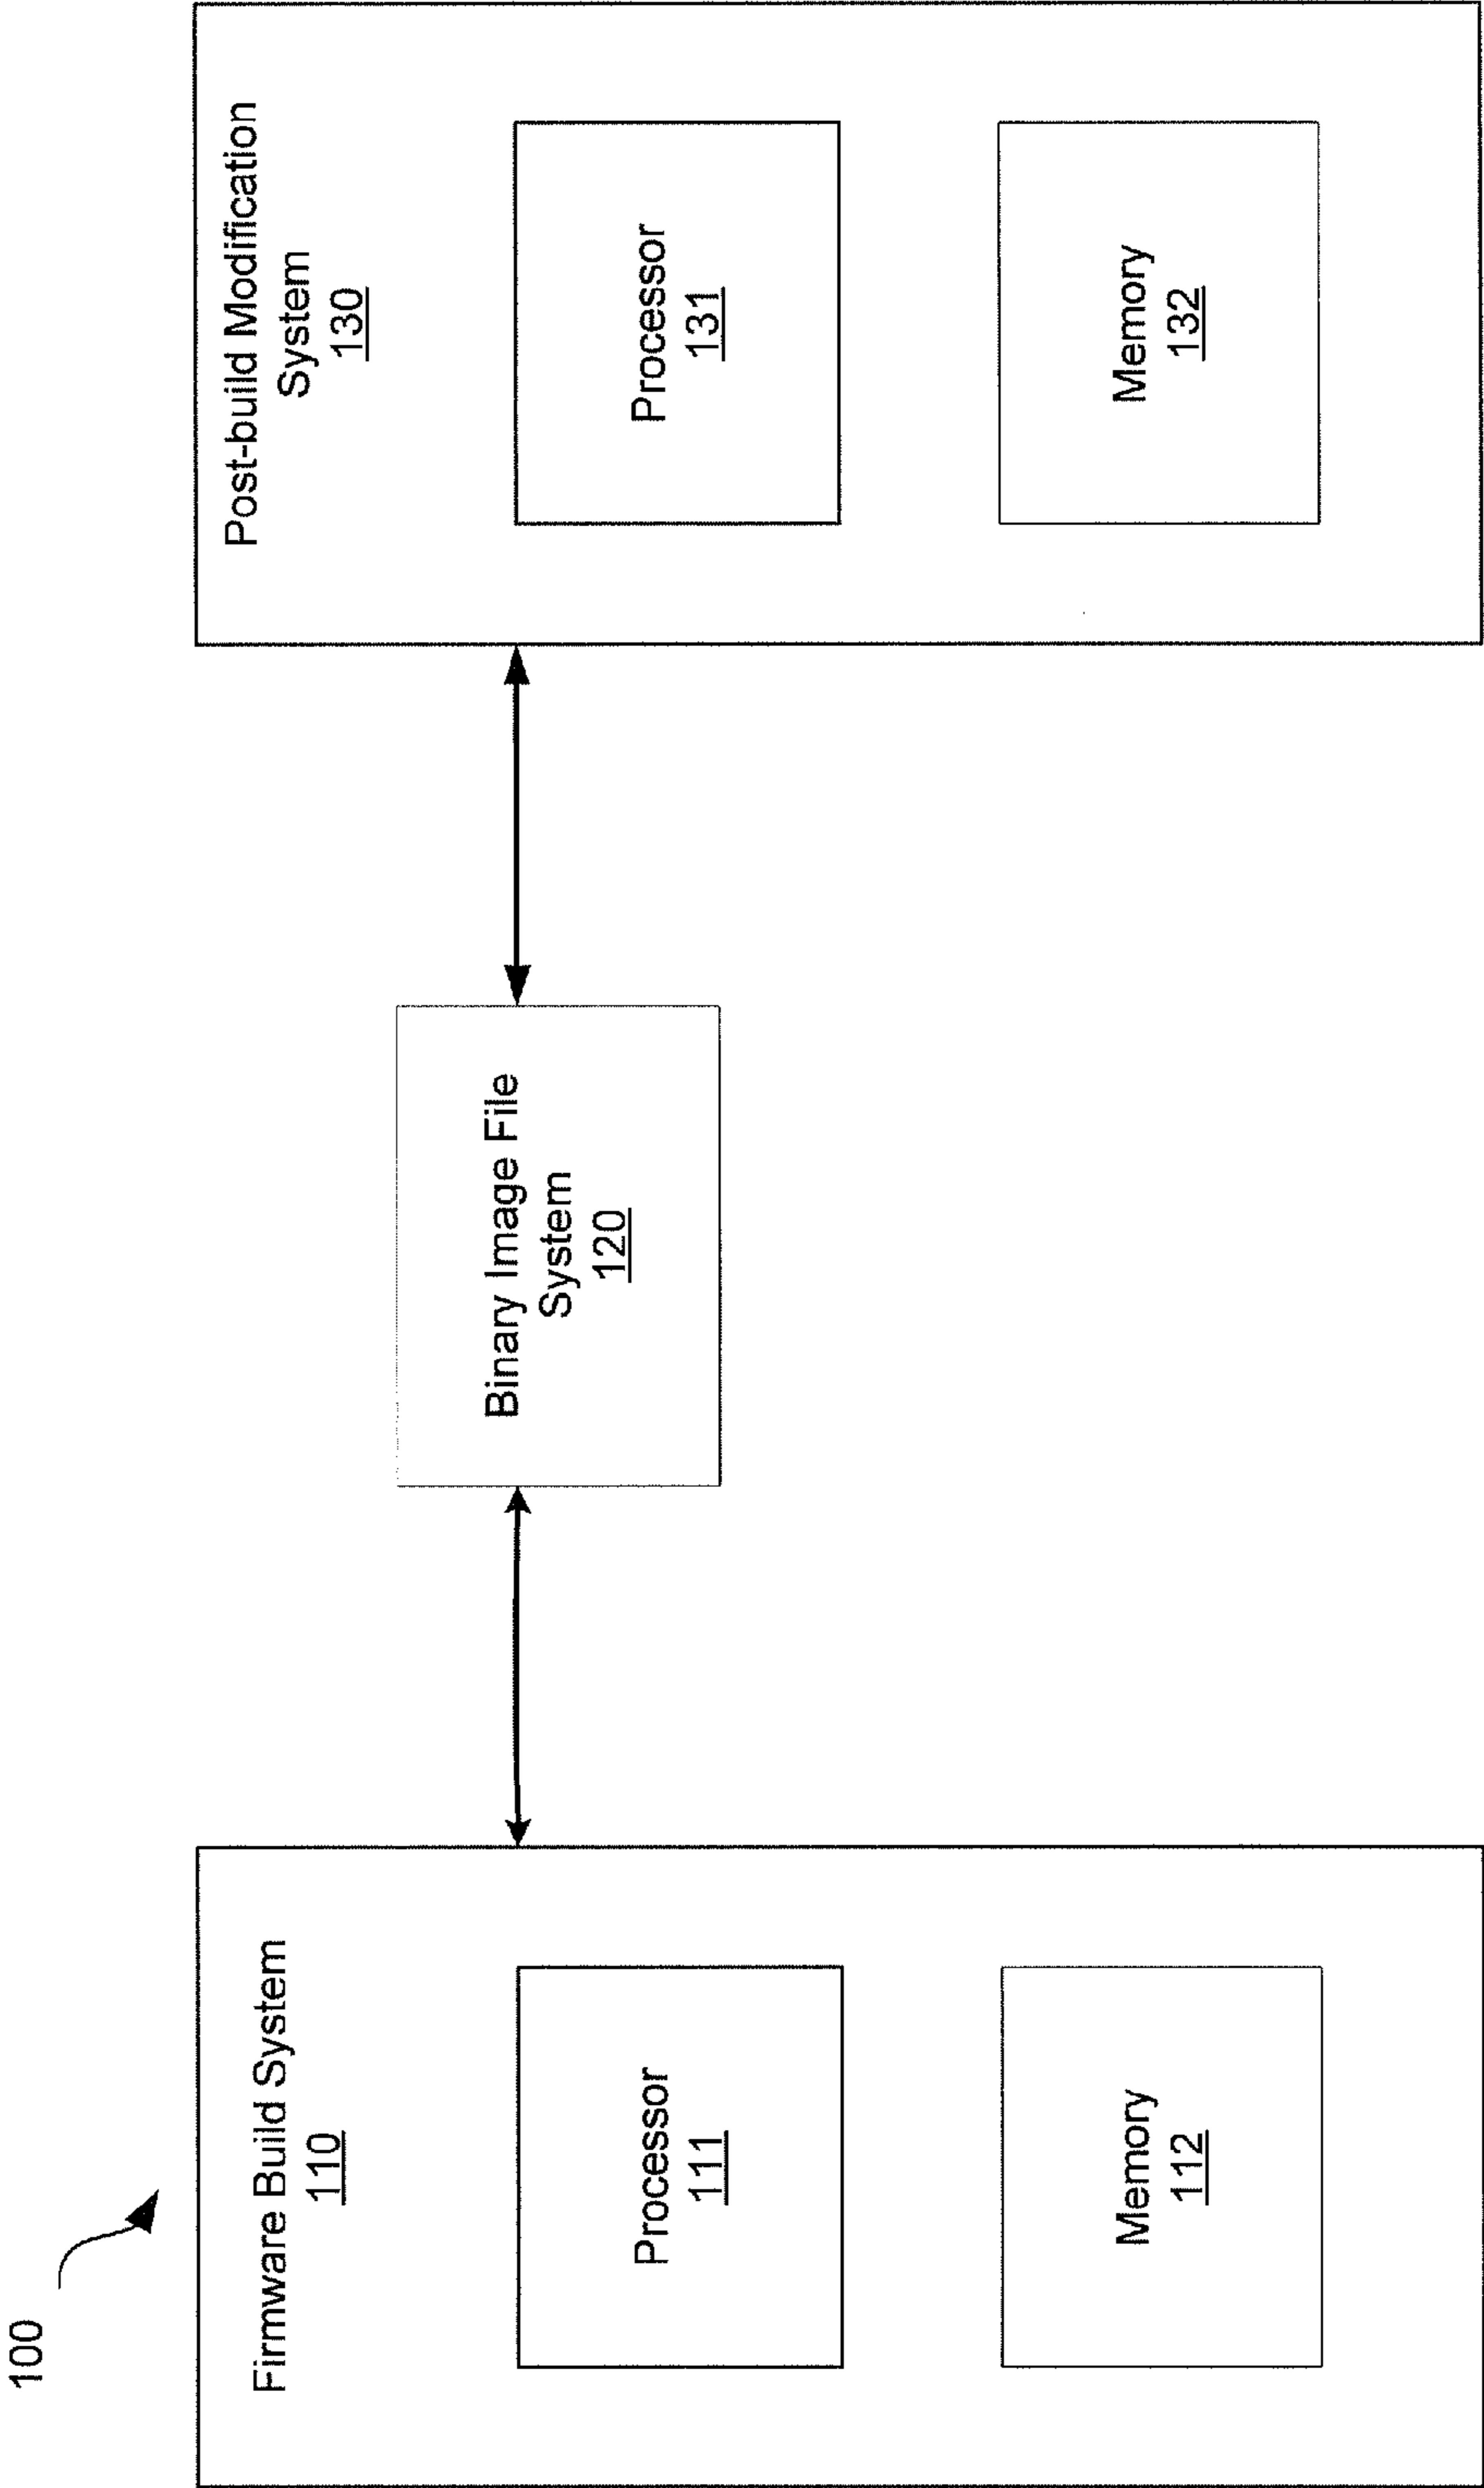 100
Firmware Build System
110
Processor
111
Memory
112
Binary Image File
System
120
Post-build Modification
System
130
Processor
131
Memory
132